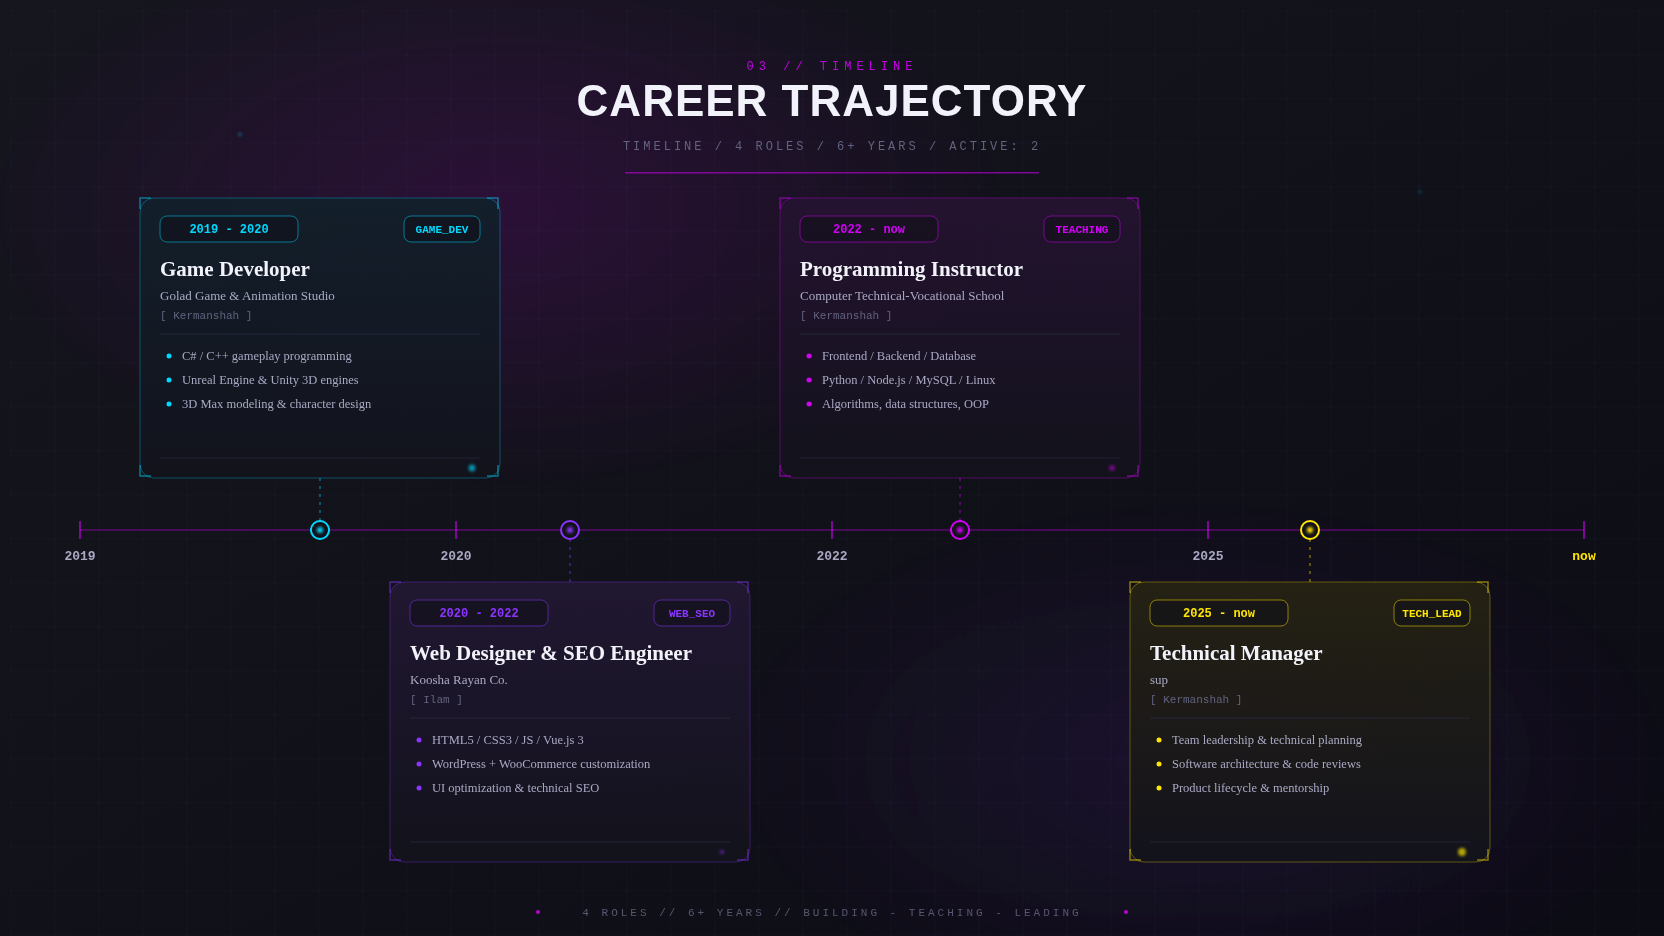 03 // TIMELINE
CAREER TRAJECTORY
TIMELINE / 4 ROLES / 6+ YEARS / ACTIVE: 2
2019 - 2020
GAME_DEV
Game Developer
Golad Game & Animation Studio
[ Kermanshah ]
C# / C++ gameplay programming
Unreal Engine & Unity 3D engines
3D Max modeling & character design
2022 - now
TEACHING
Programming Instructor
Computer Technical-Vocational School
[ Kermanshah ]
Frontend / Backend / Database
Python / Node.js / MySQL / Linux
Algorithms, data structures, OOP
2019
2020
2022
2025
now
2020 - 2022
WEB_SEO
Web Designer & SEO Engineer
Koosha Rayan Co.
[ Ilam ]
HTML5 / CSS3 / JS / Vue.js 3
WordPress + WooCommerce customization
UI optimization & technical SEO
2025 - now
TECH_LEAD
Technical Manager
sup
[ Kermanshah ]
Team leadership & technical planning
Software architecture & code reviews
Product lifecycle & mentorship
4 ROLES // 6+ YEARS // BUILDING - TEACHING - LEADING